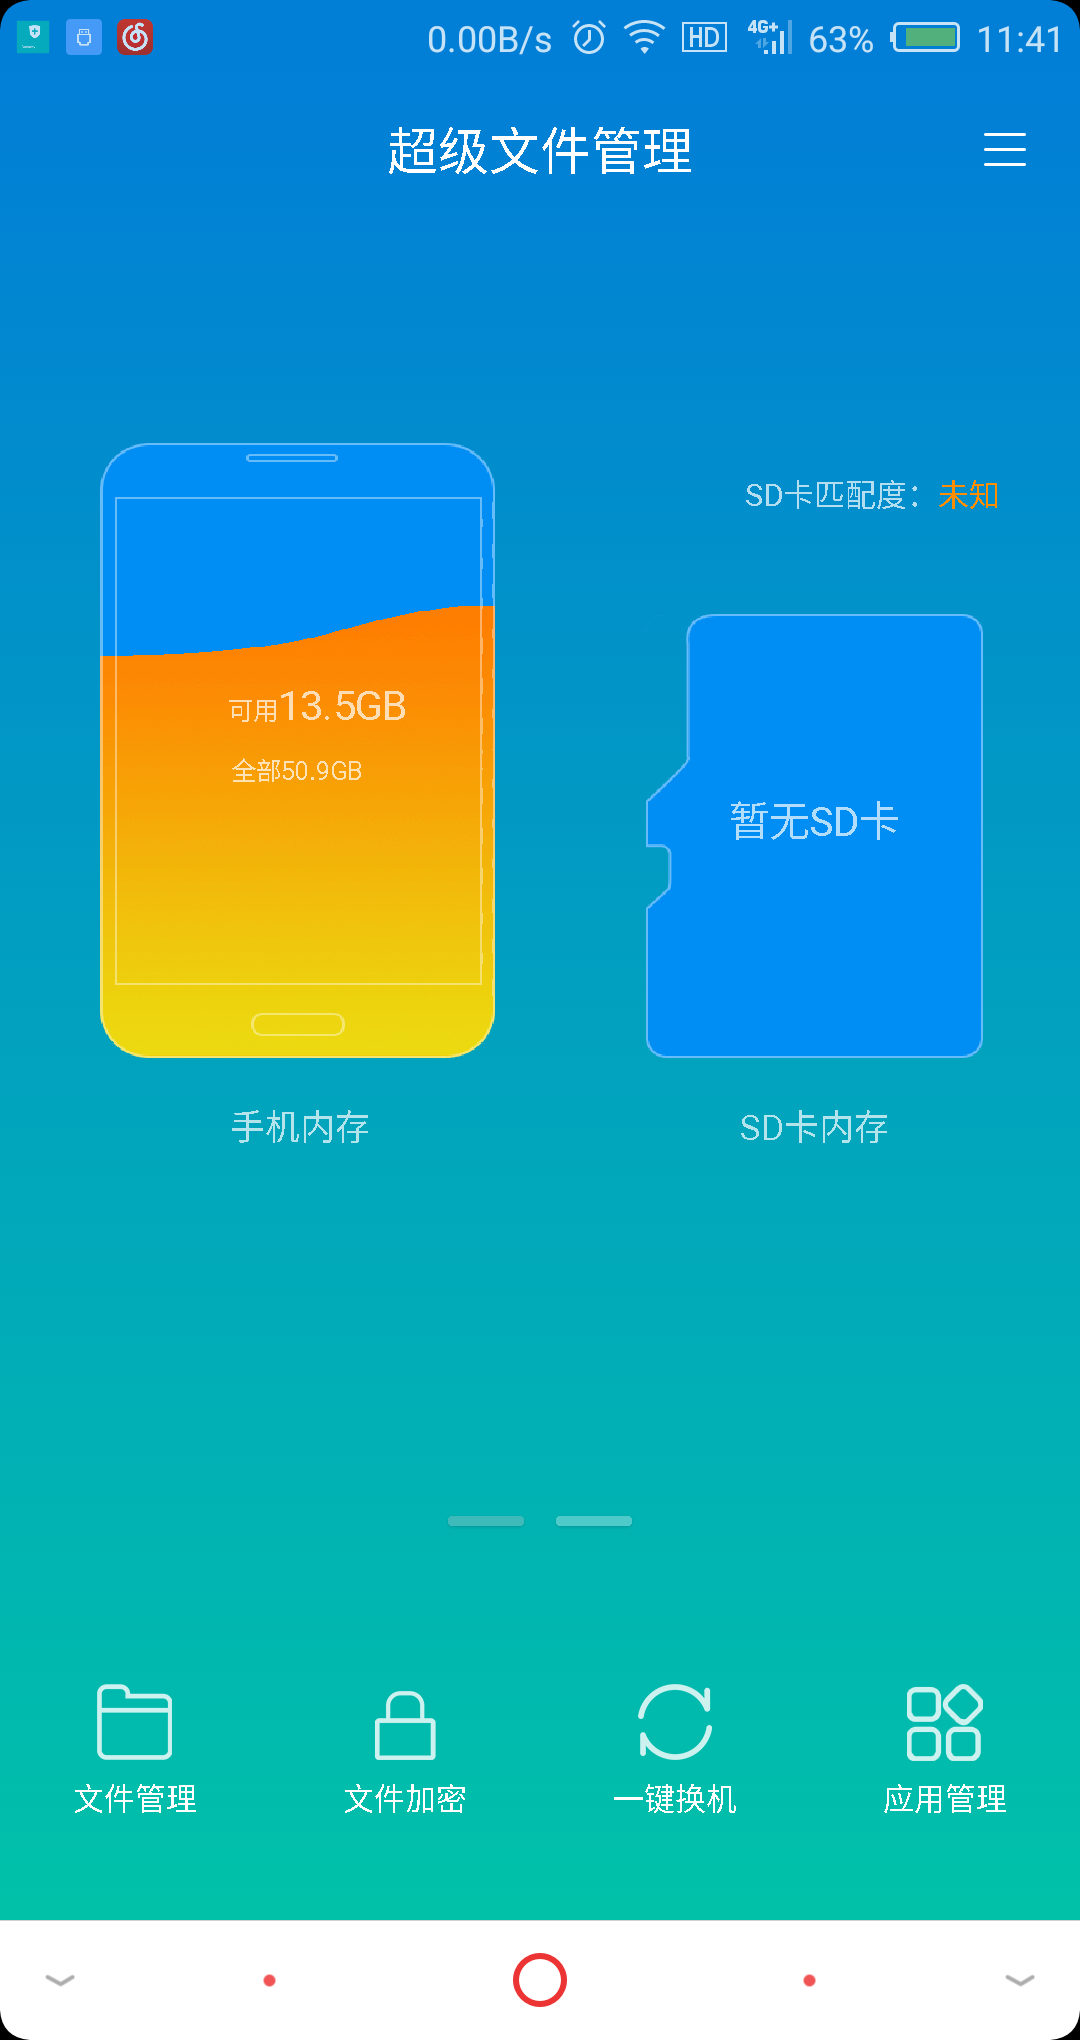 0.00B/s HD 4G+ 63% 11:41
超级文件管理
SD卡匹配度：未知
可用13.5GB
全部50.9GB
暂无SD卡
手机内存
SD卡内存
文件管理
文件加密
一键换机
应用管理